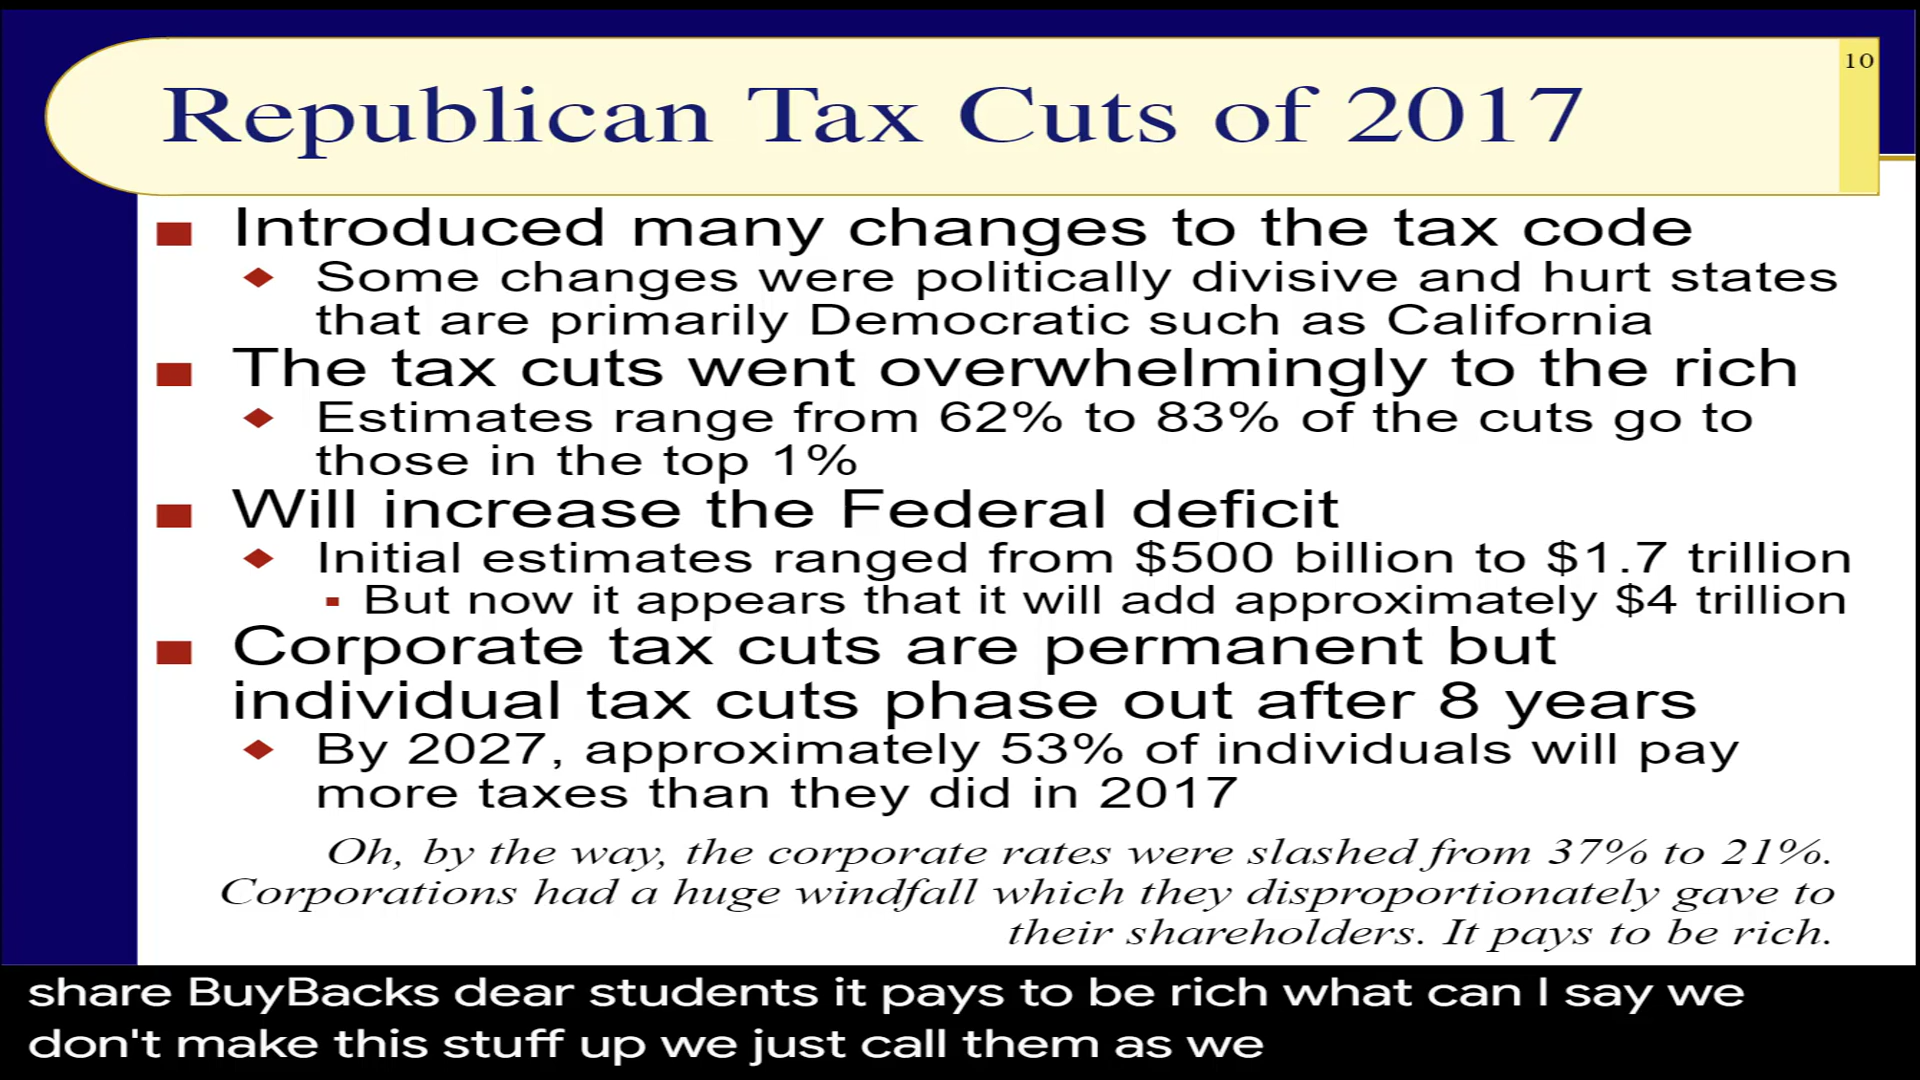 10
Republican Tax Cuts of 2017
Introduced many changes to the tax code
Some changes were politically divisive and hurt states
that are primarily Democratic such as California
The tax cuts went overwhelmingly to the rich
Estimates range from 62% to 83% of the cuts go to
those in the top 1%
Will increase the Federal deficit
Initial estimates ranged from $500 billion to $1.7 trillion
But now it appears that it will add approximately $4 trillion
Corporate tax cuts are permanent but
individual tax cuts phase out after 8 years
By 2027, approximately 53% of individuals will pay
more taxes than they did in 2017
Oh, by the way, the corporate rates were slashed from 37% to 21%.
Corporations had a huge windfall which they disproportionately gave to
their shareholders. It pays to be rich.
share BuyBacks dear students it pays to be rich what can I say we
don't make this stuff up we just call them as we